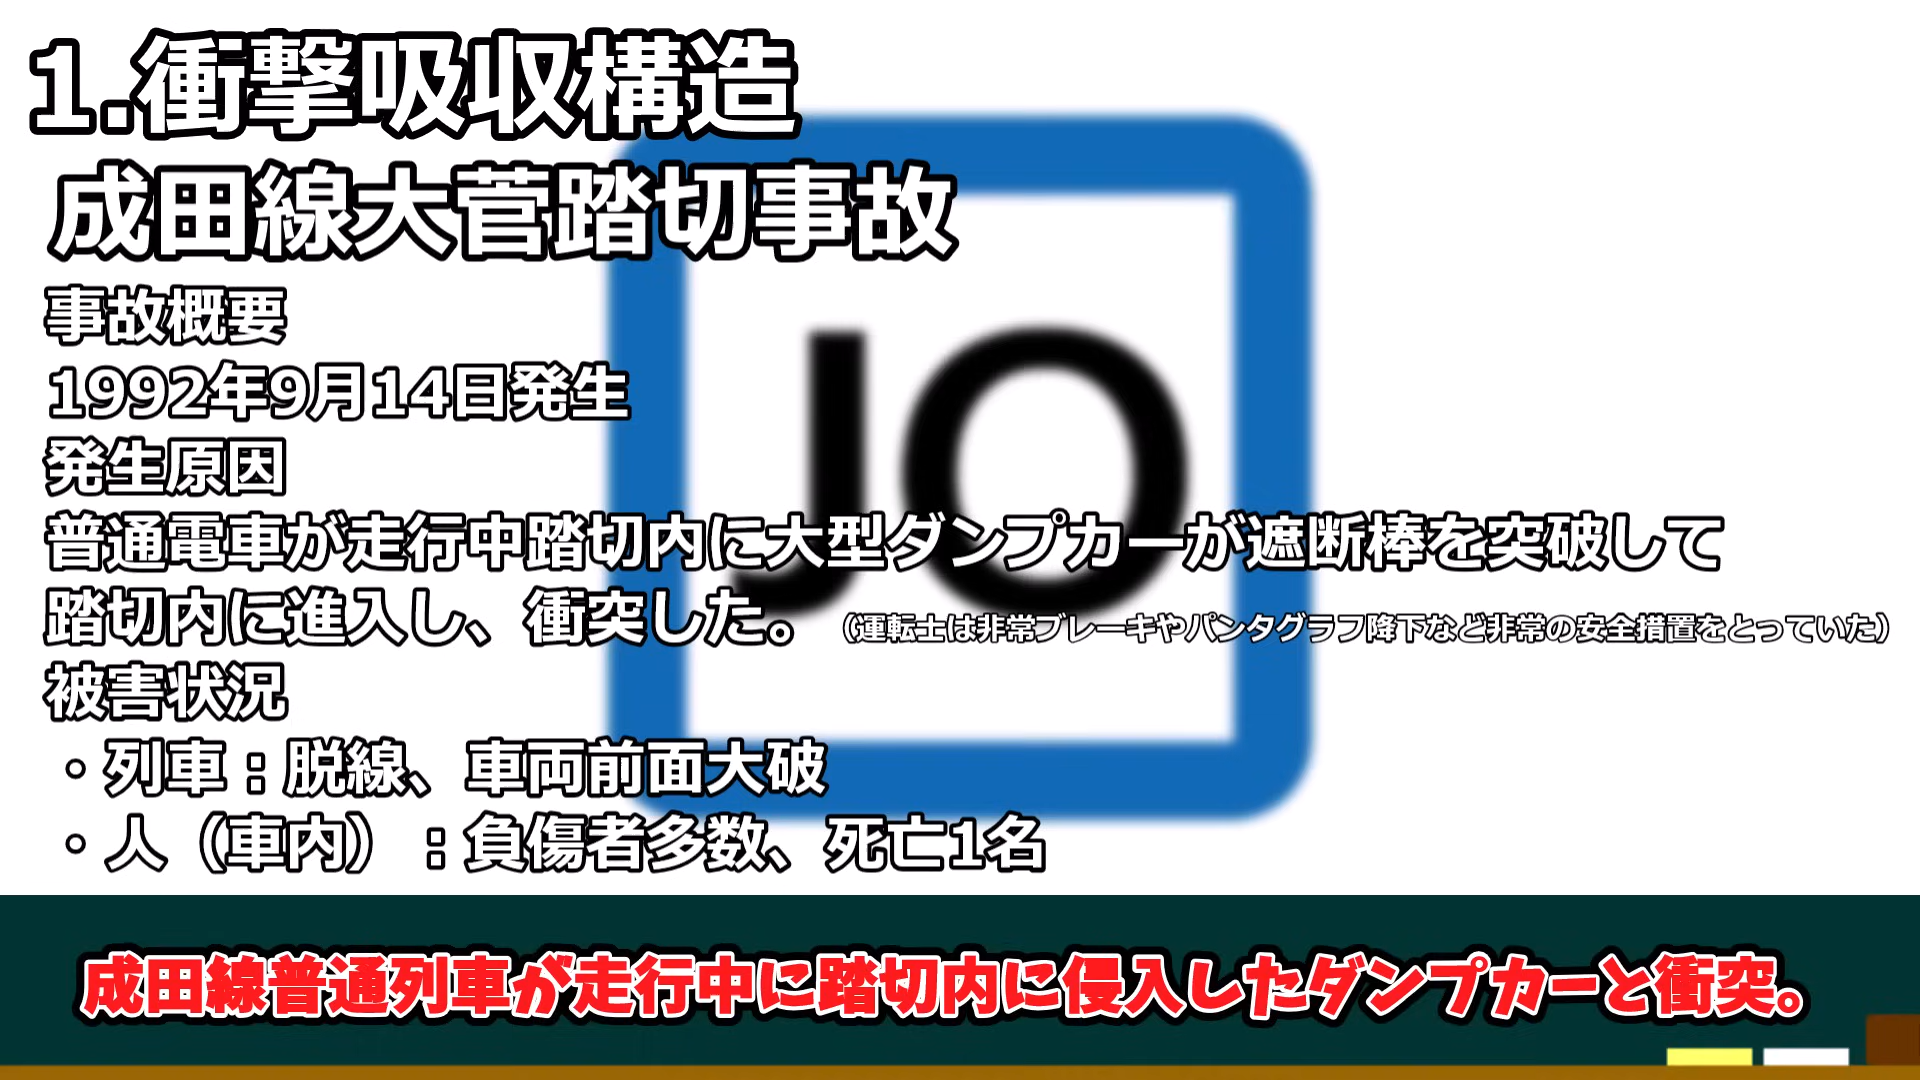 1.衝撃吸収構造
成田線大菅踏切事故
事故概要
1992年9月14日発生
発生原因
普通電車が走行中踏切内に大型ダンプカーが遮断棒を突破して
踏切内に進入し、衝突した。（運転士は非常ブレーキやパンタグラフ降下など非常の安全措置をとっていた）
被害状況
・列車：脱線、車両前面大破
・人（車内）：負傷者多数、死亡1名
JO
成田線普通列車が走行中に踏切内に侵入したダンプカーと衝突。